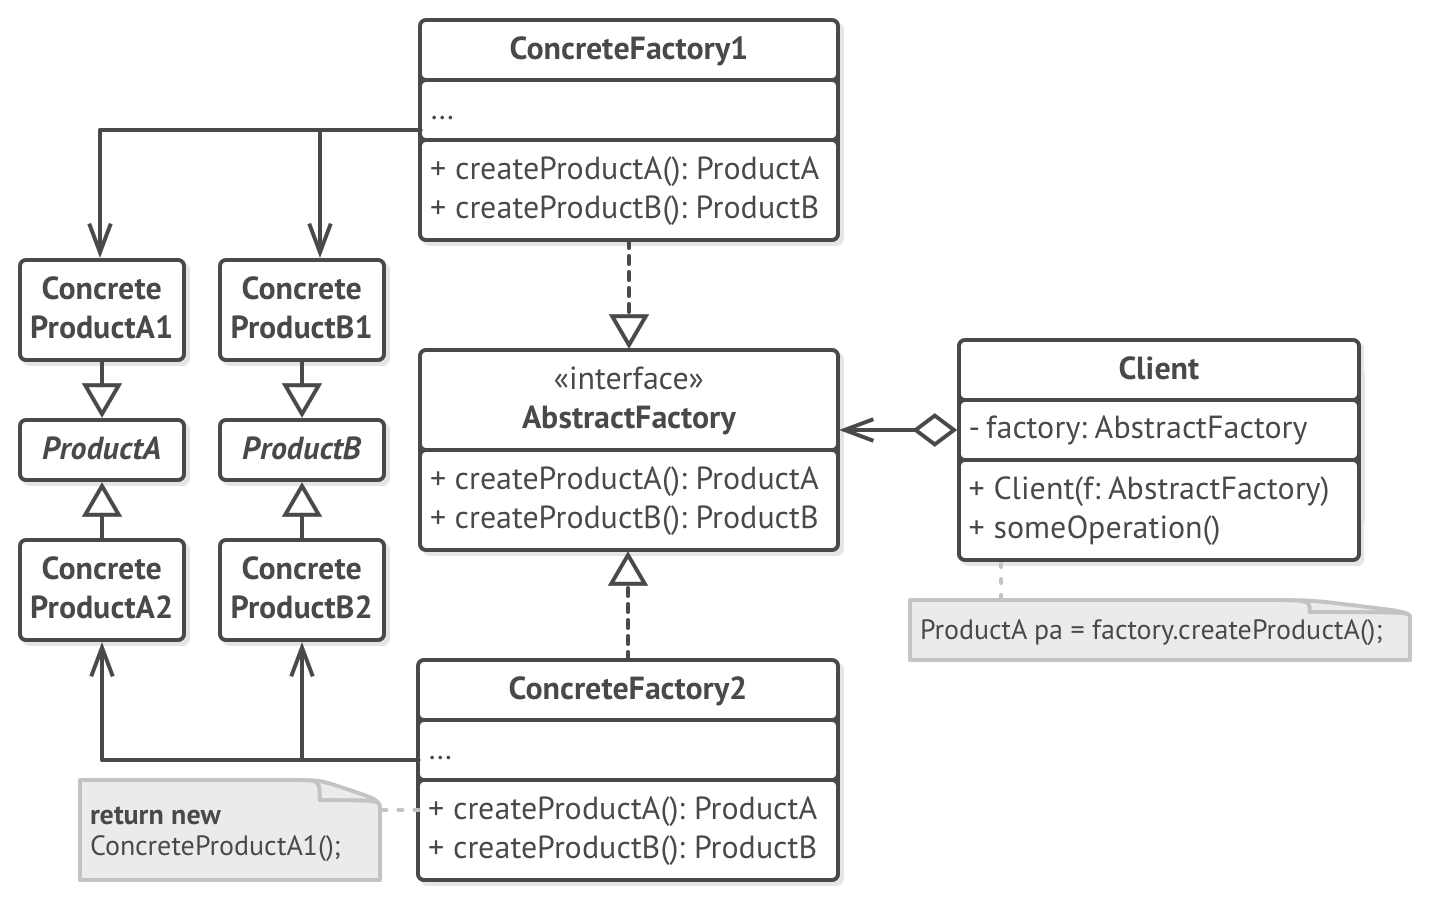 ConcreteFactory1
...
+ createProductA(): ProductA
+ createProductB(): ProductB
Concrete
ProductA1
Concrete
ProductB1
ProductA
ProductB
Concrete
ProductA2
Concrete
ProductB2
«interface»
AbstractFactory
+ createProductA(): ProductA
+ createProductB(): ProductB
Client
- factory: AbstractFactory
+ Client(f: AbstractFactory)
+ someOperation()
ProductA pa = factory.createProductA();
ConcreteFactory2
...
+ createProductA(): ProductA
+ createProductB(): ProductB
return new
ConcreteProductA1();